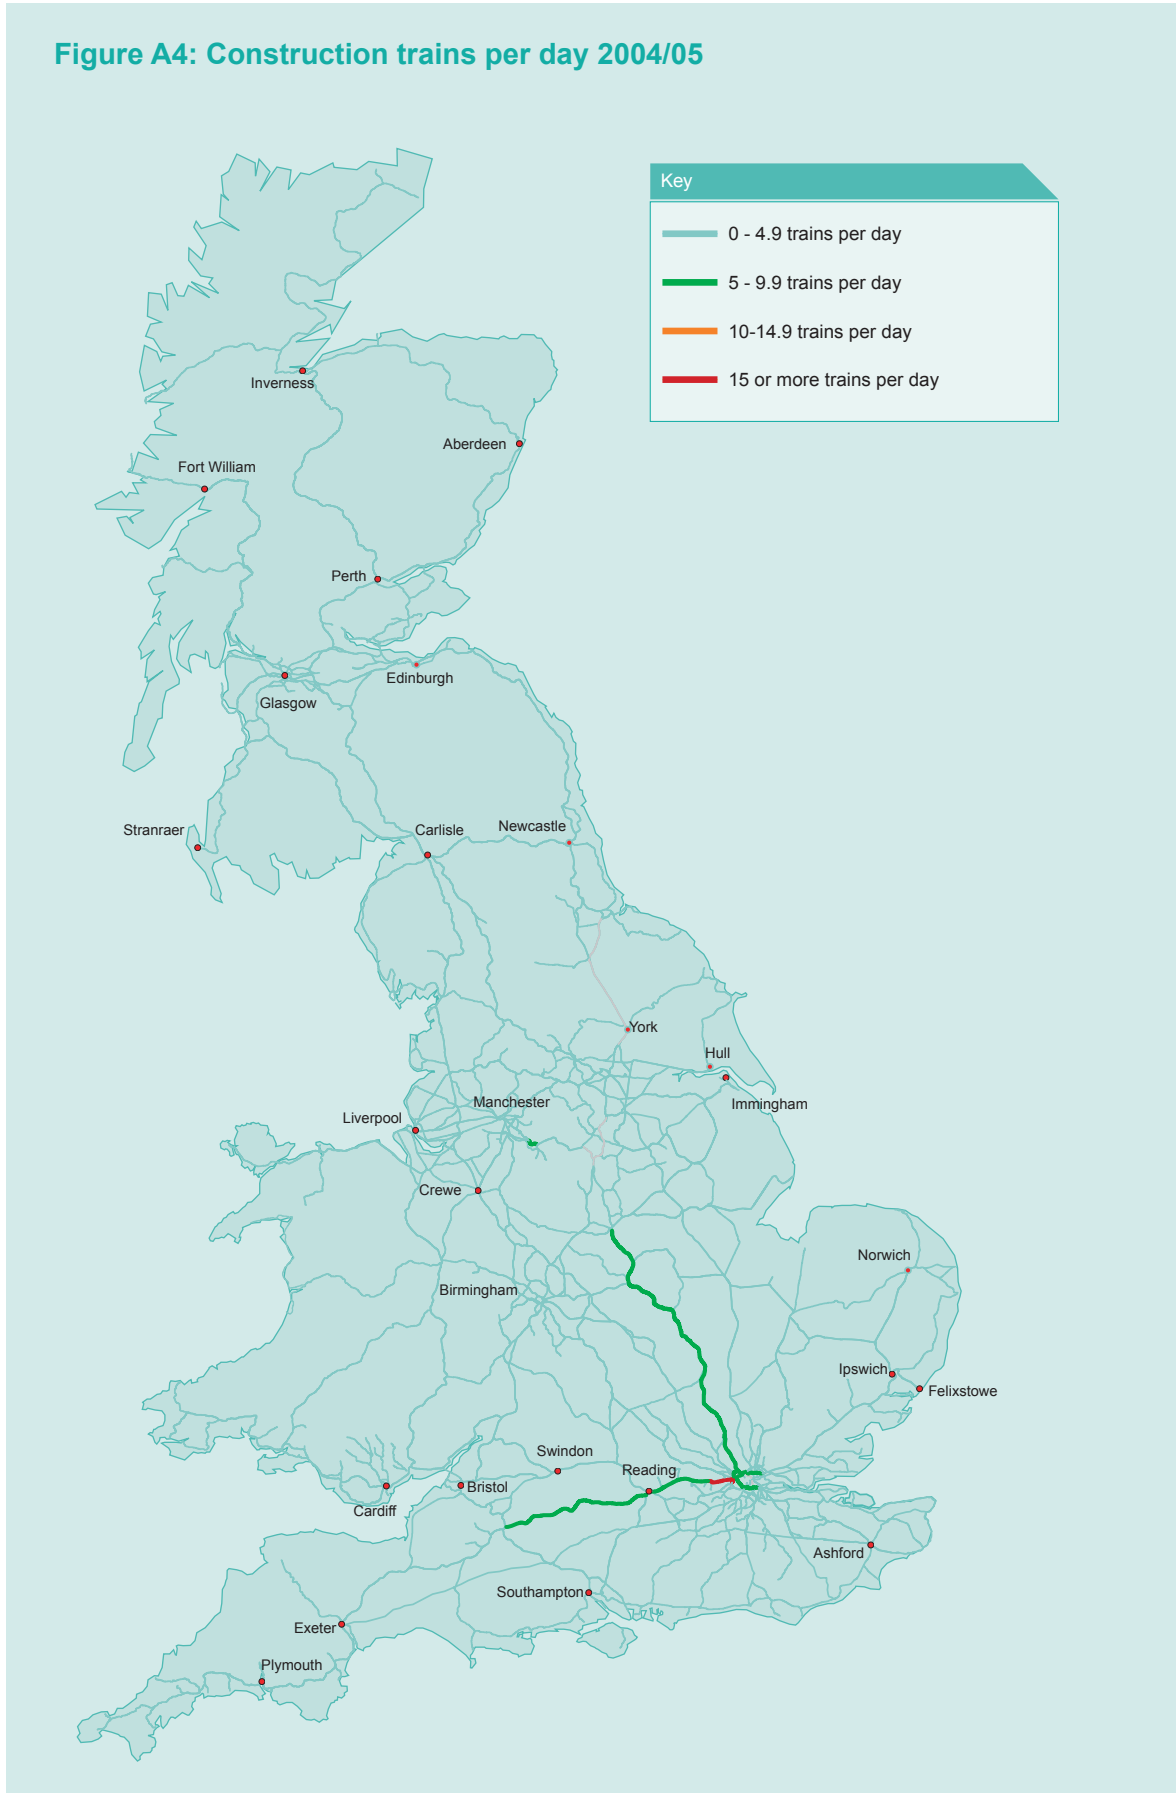 Figure A4: Construction trains per day 2004/05
Key
0 - 4.9 trains per day
5 - 9.9 trains per day
10-14.9 trains per day
15 or more trains per day
Inverness
Aberdeen
Fort William
Perth
Edinburgh
Glasgow
Stranraer
Carlisle
Newcastle
York
Hull
Immingham
Manchester
Liverpool
Crewe
Norwich
Birmingham
Ipswich
Felixstowe
Swindon
Reading
Bristol
Cardiff
Ashford
Southampton
Exeter
Plymouth